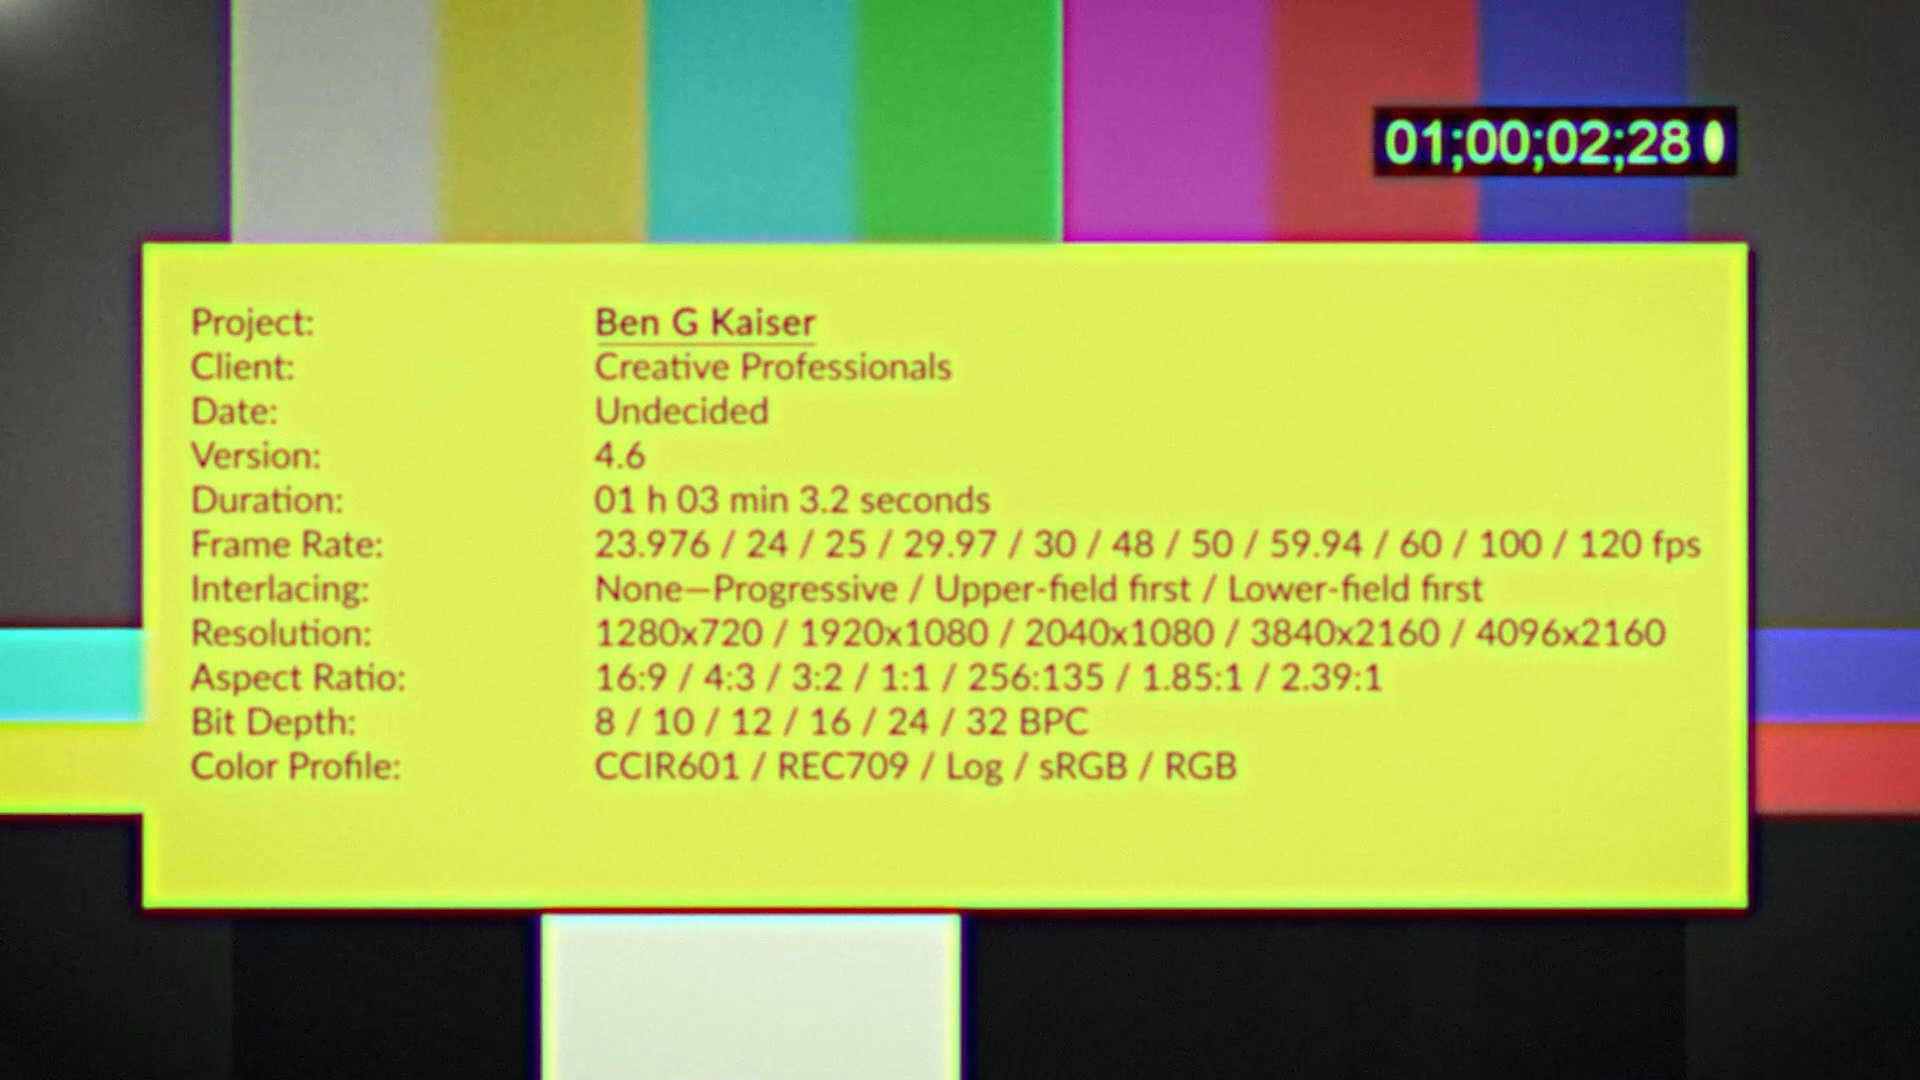 01;00;02;28
Project: Ben G Kaiser
Client: Creative Professionals
Date: Undecided
Version: 4.6
Duration: 01 h 03 min 3.2 seconds
Frame Rate: 23.976 / 24 / 25 / 29.97 / 30 / 48 / 50 / 59.94 / 60 / 100 / 120 fps
Interlacing: None—Progressive / Upper-field first / Lower-field first
Resolution: 1280x720 / 1920x1080 / 2040x1080 / 3840x2160 / 4096x2160
Aspect Ratio: 16:9 / 4:3 / 3:2 / 1:1 / 256:135 / 1.85:1 / 2.39:1
Bit Depth: 8 / 10 / 12 / 16 / 24 / 32 BPC
Color Profile: CCIR601 / REC709 / Log / sRGB / RGB